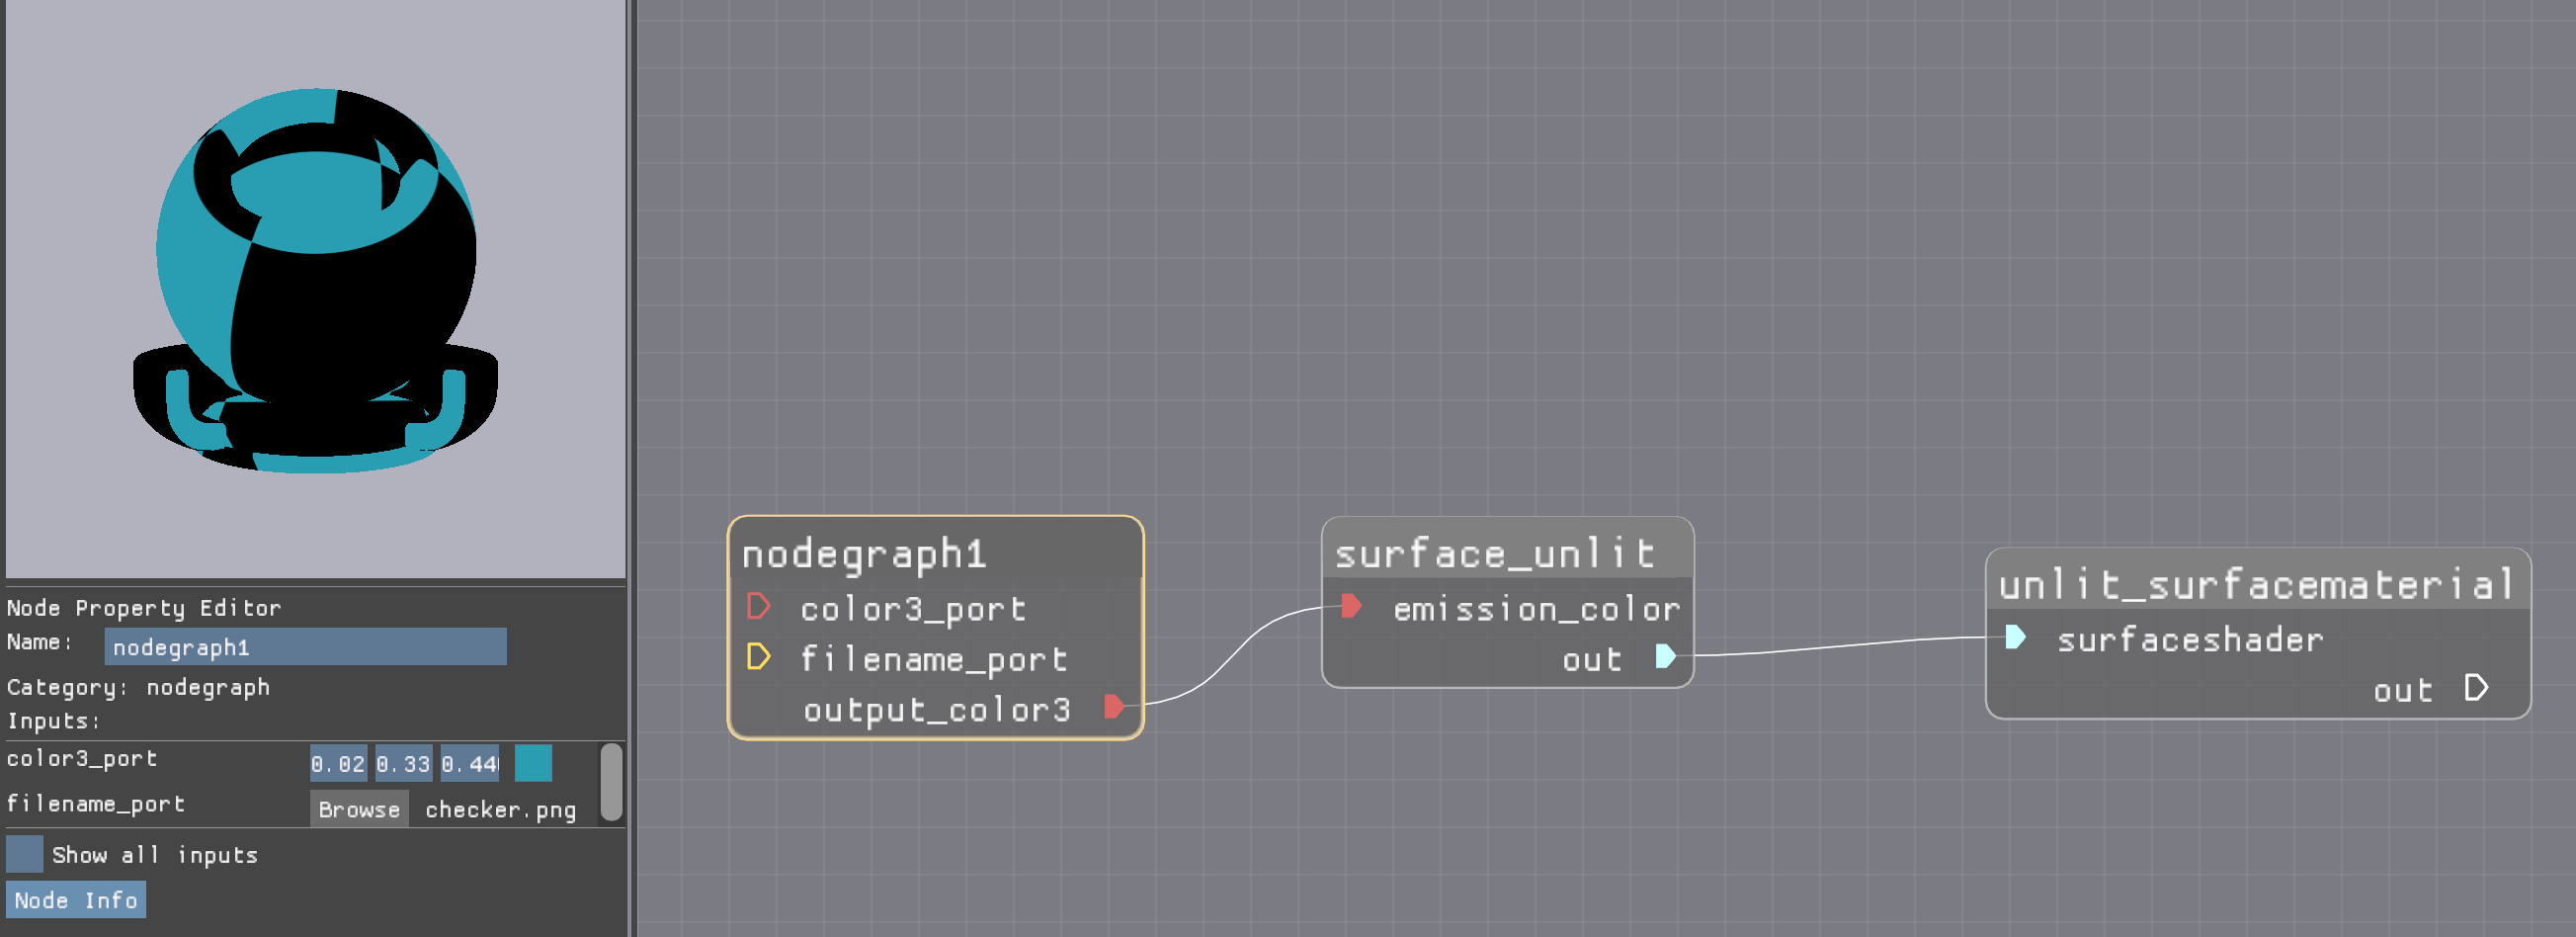 Node Property Editor
Name: nodegraph1
Category: nodegraph
Inputs:
color3_port 0.02 0.33 0.44
filename_port Browse checker.png
Show all inputs
Node Info
nodegraph1
color3_port
filename_port
output_color3
surface_unlit
emission_color
out
unlit_surfacematerial
surfaceshader
out